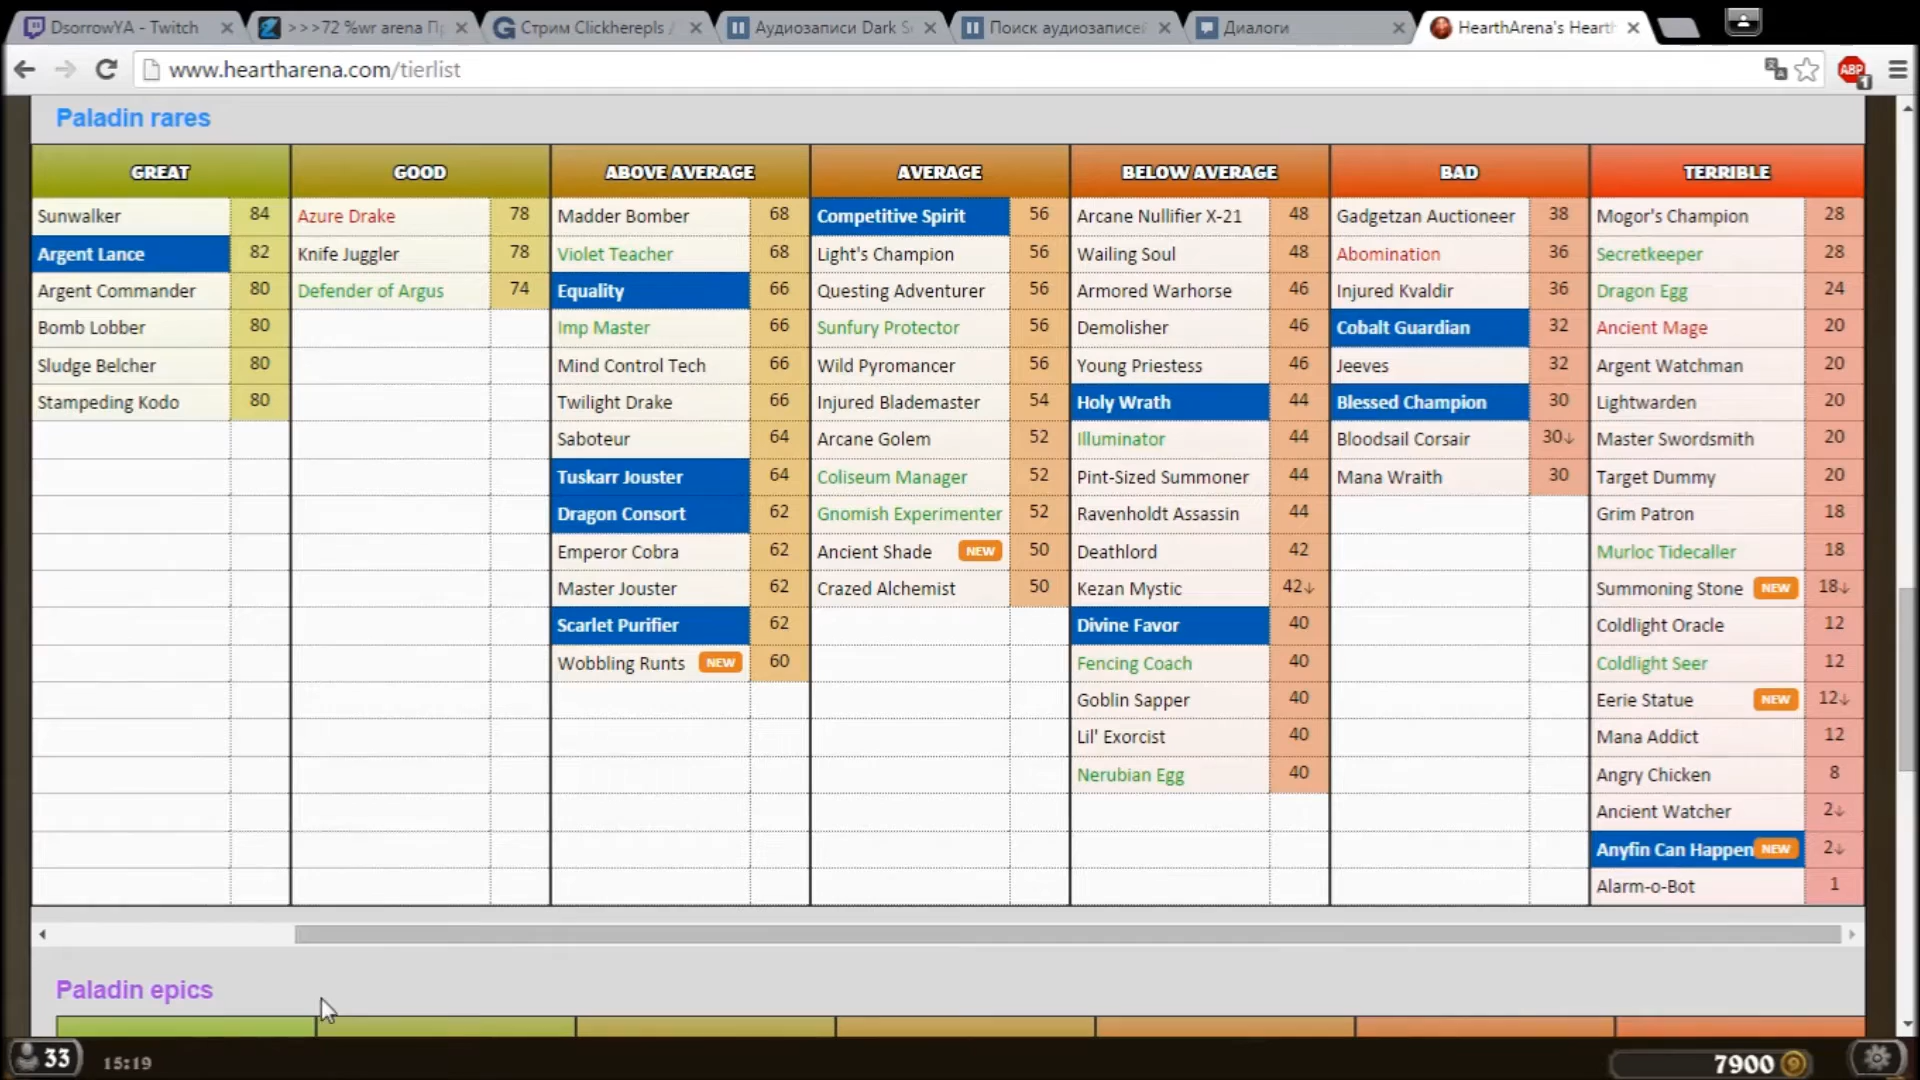 DsorrowYA - Twitch
>>>72 %wr arena Пр
Стрим Clickherepls /
Аудиозаписи Dark S
Поиск аудиозаписей
Диалоги
HearthArena's Hearth
www.heartharena.com/tierlist
ABP
1
Paladin rares
GREAT GOOD ABOVE AVERAGE AVERAGE BELOW AVERAGE BAD TERRIBLE
Sunwalker 84 Azure Drake 78 Madder Bomber 68 Competitive Spirit 56 Arcane Nullifier X-21 48 Gadgetzan Auctioneer 38 Mogor's Champion 28
Argent Lance 82 Knife Juggler 78 Violet Teacher 68 Light's Champion 56 Wailing Soul 48 Abomination 36 Secretkeeper 28
Argent Commander 80 Defender of Argus 74 Equality 66 Questing Adventurer 56 Armored Warhorse 46 Injured Kvaldir 36 Dragon Egg 24
Bomb Lobber 80 Imp Master 66 Sunfury Protector 56 Demolisher 46 Cobalt Guardian 32 Ancient Mage 20
Sludge Belcher 80 Mind Control Tech 66 Wild Pyromancer 56 Young Priestess 46 Jeeves 32 Argent Watchman 20
Stampeding Kodo 80 Twilight Drake 66 Injured Blademaster 54 Holy Wrath 44 Blessed Champion 30 Lightwarden 20
Saboteur 64 Arcane Golem 52 Illuminator 44 Bloodsail Corsair 30↓ Master Swordsmith 20
Tuskarr Jouster 64 Coliseum Manager 52 Pint-Sized Summoner 44 Mana Wraith 30 Target Dummy 20
Dragon Consort 62 Gnomish Experimenter 52 Ravenholdt Assassin 44 Grim Patron 18
Emperor Cobra 62 Ancient Shade NEW 50 Deathlord 42 Murloc Tidecaller 18
Master Jouster 62 Crazed Alchemist 50 Kezan Mystic 42↓ Summoning Stone NEW 18↓
Scarlet Purifier 62 Divine Favor 40 Coldlight Oracle 12
Wobbling Runts NEW 60 Fencing Coach 40 Coldlight Seer 12
Goblin Sapper 40 Eerie Statue NEW 12↓
Lil' Exorcist 40 Mana Addict 12
Nerubian Egg 40 Angry Chicken 8
Ancient Watcher 2↓
Anyfin Can Happen NEW 2↓
Alarm-o-Bot 1
Paladin epics
33 15:19 7900